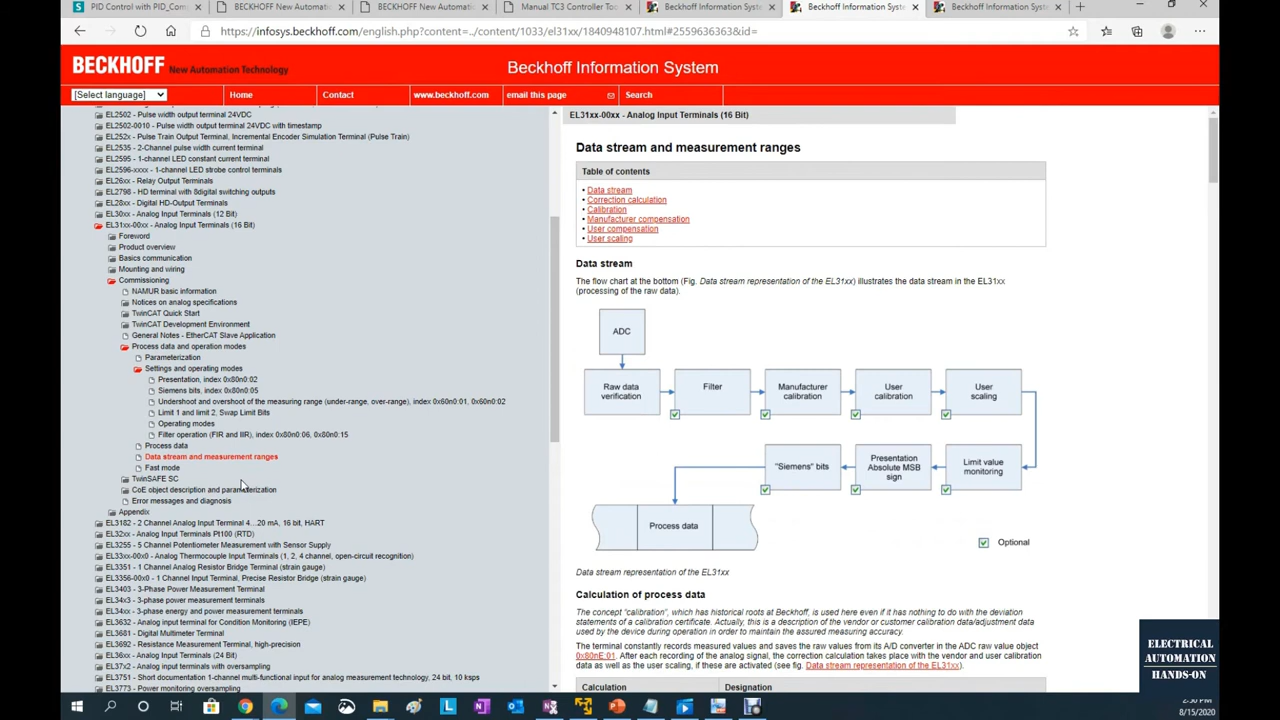 PID Control with PID_Com
BECKHOFF New Automation
BECKHOFF New Automation
Manual TC3 Controller Too
Beckhoff Information Syste
Beckhoff Information Syste
Beckhoff Information Syste
https://infosys.beckhoff.com/english.php?content=../content/1033/el31xx/1840948107.html#2559636363&id=
BECKHOFF New Automation Technology
Beckhoff Information System
[Select language]
Home
Contact
www.beckhoff.com
email this page
Search
EL2502 - Pulse width output terminal 24VDC
EL2502-0010 - Pulse width output terminal 24VDC with timestamp
EL252x - Pulse Train Output Terminal, Incremental Encoder Simulation Terminal (Pulse Train)
EL2535 - 2-Channel pulse width current terminal
EL2595 - 1-channel LED constant current terminal
EL2596-xxxx - 1-channel LED strobe control terminals
EL26xx - Relay Output Terminals
EL2798 - HD terminal with 8digital switching outputs
EL28xx - Digital HD-Output Terminals
EL30xx - Analog Input Terminals (12 Bit)
EL31xx-00xx - Analog Input Terminals (16 Bit)
Foreword
Product overview
Basics communication
Mounting and wiring
Commissioning
NAMUR basic information
Notices on analog specifications
TwinCAT Quick Start
TwinCAT Development Environment
General Notes - EtherCAT Slave Application
Process data and operation modes
Parameterization
Settings and operating modes
Presentation, index 0x80n0:02
Siemens bits, index 0x80n0:05
Undershoot and overshoot of the measuring range (under-range, over-range), index 0x60n0:01, 0x60n0:02
Limit 1 and limit 2, Swap Limit Bits
Operating modes
Filter operation (FIR and IIR), index 0x80n0:06, 0x80n0:15
Process data
Data stream and measurement ranges
Fast mode
TwinSAFE SC
CoE object description and parameterization
Error messages and diagnosis
Appendix
EL3182 - 2 Channel Analog Input Terminal 4...20 mA, 16 bit, HART
EL32xx - Analog Input Terminals Pt100 (RTD)
EL3255 - 5 Channel Potentiometer Measurement with Sensor Supply
EL33xx-00x0 - Analog Thermocouple Input Terminals (1, 2, 4 channel, open-circuit recognition)
EL3351 - 1 Channel Analog Resistor Bridge Terminal (strain gauge)
EL3356-00x0 - 1 Channel Input Terminal, Precise Resistor Bridge (strain gauge)
EL3403 - 3-Phase Power Measurement Terminal
EL34x3 - 3-phase power measurement terminals
EL34xx - 3-phase energy and power measurement terminals
EL3632 - Analog input terminal for Condition Monitoring (IEPE)
EL3681 - Digital Multimeter Terminal
EL3692 - Resistance Measurement Terminal, high-precision
EL36xx - Analog Input Terminals (24 Bit)
EL37x2 - Analog input terminals with oversampling
EL3751 - Short documentation 1-channel multi-functional input for analog measurement technology, 24 bit, 10 ksps
EL3773 - Power monitoring oversampling
EL31xx-00xx - Analog Input Terminals (16 Bit)
Data stream and measurement ranges
Table of contents
• Data stream
• Correction calculation
• Calibration
• Manufacturer compensation
• User compensation
• User scaling
Data stream
The flow chart at the bottom (Fig. Data stream representation of the EL31xx) illustrates the data stream in the EL31xx
(processing of the raw data).
ADC
Raw data
verification
Filter
Manufacturer
calibration
User
calibration
User
scaling
"Siemens" bits
Presentation
Absolute MSB
sign
Limit value
monitoring
Process data
Optional
Data stream representation of the EL31xx
Calculation of process data
The concept "calibration", which has historical roots at Beckhoff, is used here even if it has nothing to do with the deviation
statements of a calibration certificate. Actually, this is a description of the vendor or customer calibration data/adjustment
data used by the device during operation in order to maintain the assured measuring accuracy.
The terminal constantly records measured values and saves the raw values from its A/D converter in the ADC raw value object
0x80nE:01. After each recording of the analog signal, the correction calculation takes place with the vendor and user calibration
data as well as the user scaling, if these are activated (see fig. Data stream representation of the EL31xx).
Calculation
Designation
ELECTRICAL
AUTOMATION
HANDS-ON
8/15/2020